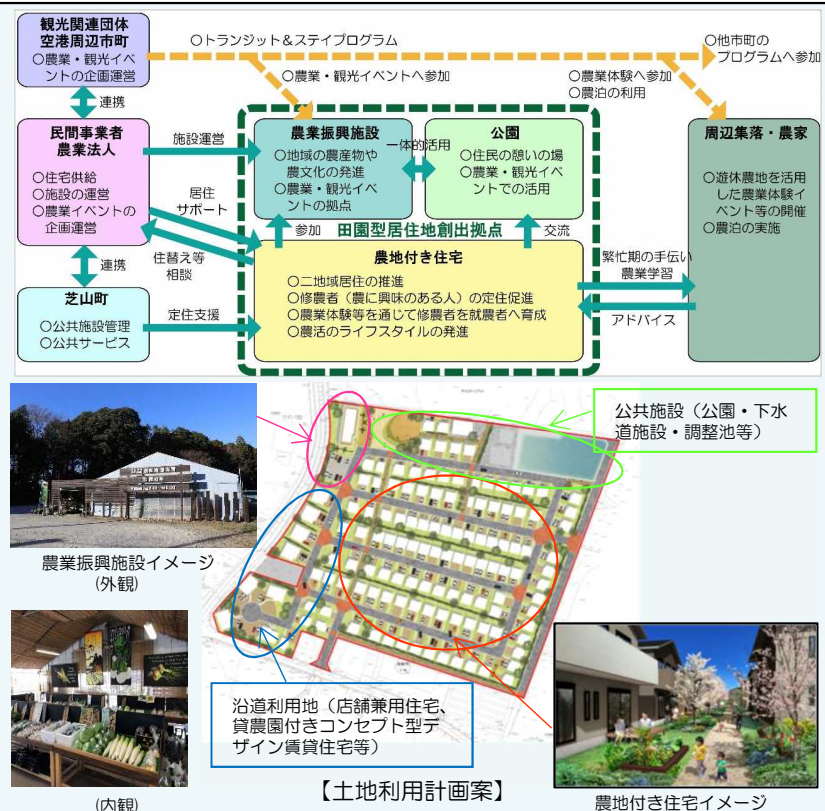 観光関連団体
空港周辺市町
○農業・観光イベ
ントの企画運営
○トランジット＆ステイプログラム
○他市町の
プログラムへ参加
○農業・観光イベントへ参加
○農業体験へ参加
○農泊の利用
連携
民間事業者
農業法人
○住宅供給
○施設の運営
○農業イベントの
企画運営
施設運営
農業振興施設
○地域の農産物や
農文化の発進
○農業・観光イベ
ントの拠点
一体的活用
公園
○住民の憩いの場
○農業・観光イベ
ントでの活用
周辺集落・農家
○遊休農地を活用
した農業体験イ
ベント等の開催
○農泊の実施
居住
サポート
参加
田園型居住地創出拠点
交流
住替え等
相談
連携
農地付き住宅
○二地域居住の推進
○修農者（農に興味のある人）の定住促進
○農業体験等を通じて修農者を就農者へ育成
○農活のライフスタイルの発進
繁忙期の手伝い
農業学習
アドバイス
芝山町
○公共施設管理
○公共サービス
定住支援
公共施設（公園・下水
道施設・調整池等）
農業振興施設イメージ
(外観)
沿道利用地（店舗兼用住宅、
貸農園付きコンセプト型デ
ザイン賃貸住宅等）
(内観)
【土地利用計画案】
農地付き住宅イメージ